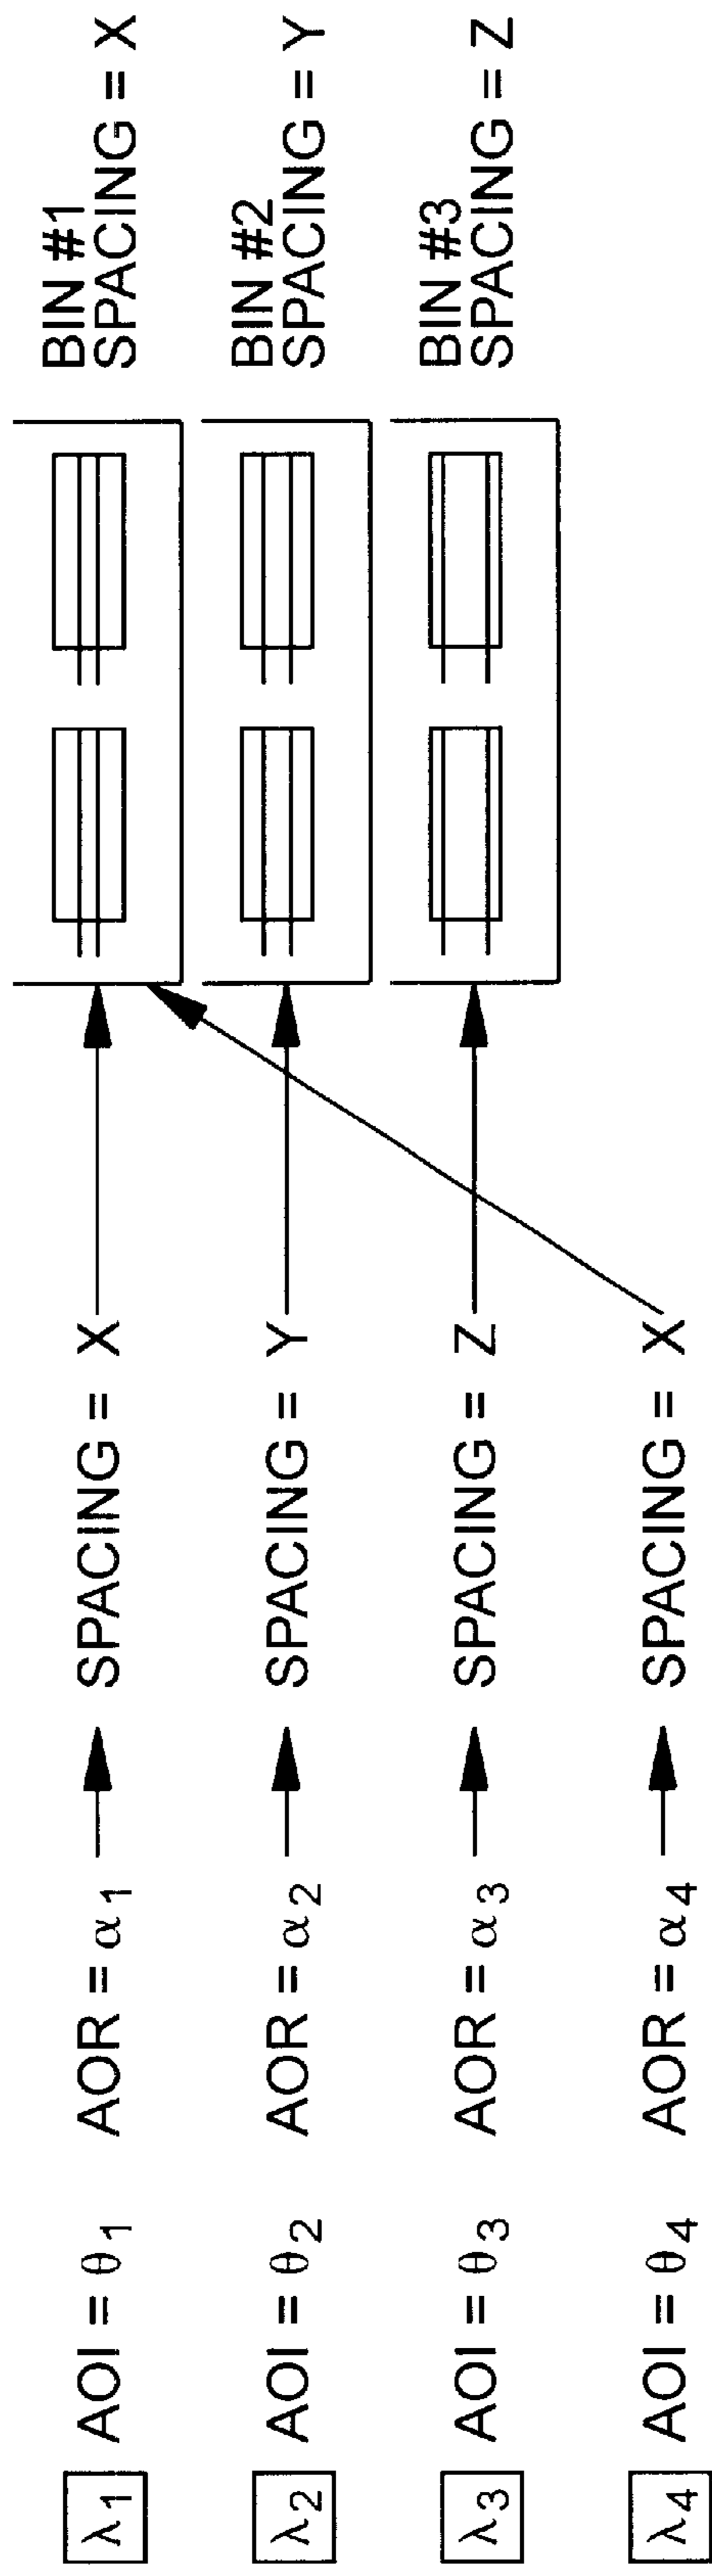 λ1 AOI = θ1 AOR = α1 SPACING = X
BIN #1
SPACING = X
λ2 AOI = θ2 AOR = α2 SPACING = Y
BIN #2
SPACING = Y
λ3 AOI = θ3 AOR = α3 SPACING = Z
BIN #3
SPACING = Z
λ4 AOI = θ4 AOR = α4 SPACING = X